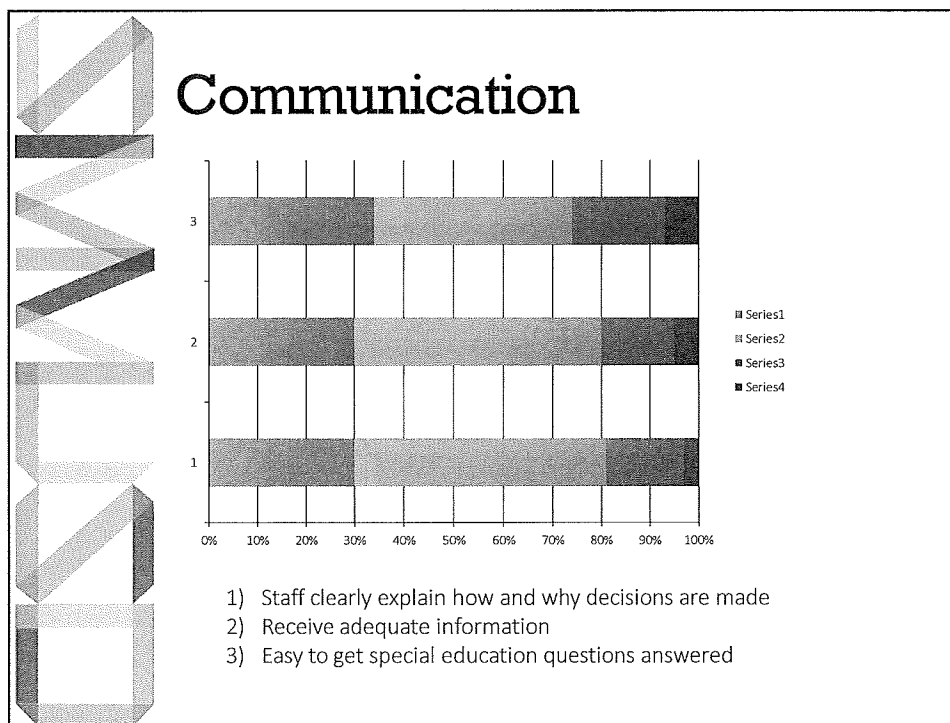 Communication
3
2
1
0% 10% 20% 30% 40% 50% 60% 70% 80% 90% 100%
Series1
Series2
Series3
Series4
1) Staff clearly explain how and why decisions are made
2) Receive adequate information
3) Easy to get special education questions answered